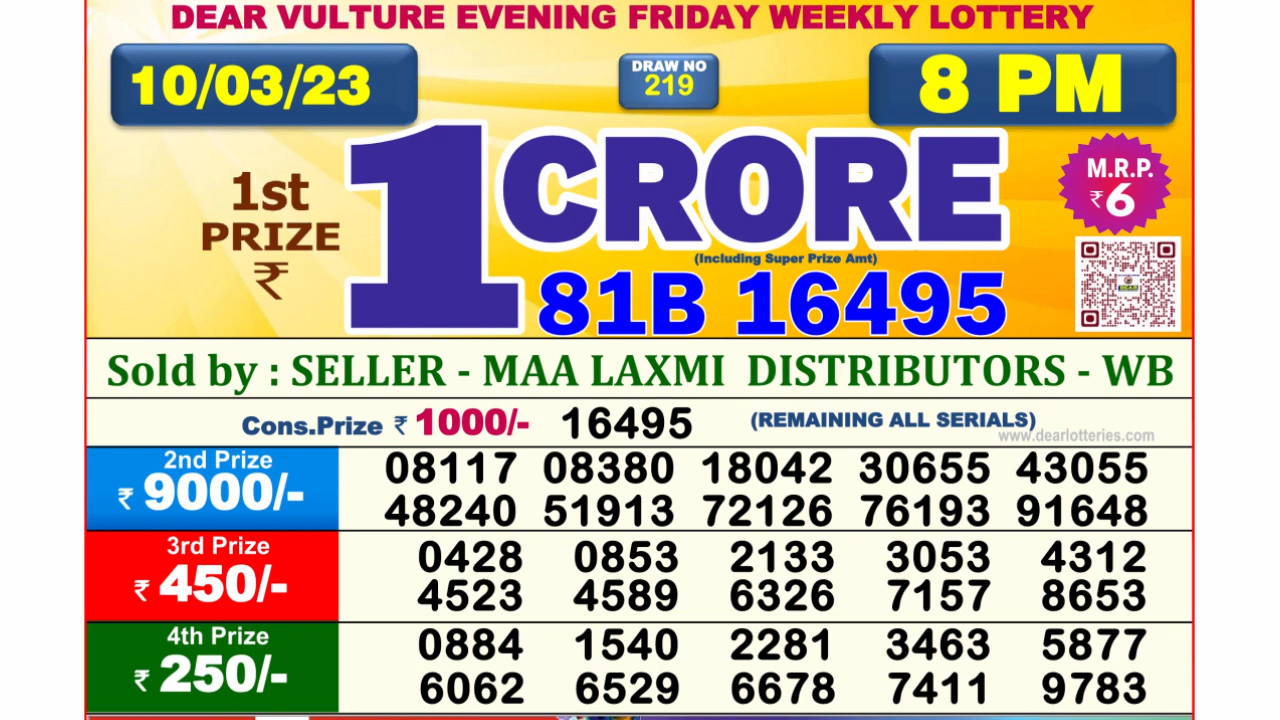 DEAR VULTURE EVENING FRIDAY WEEKLY LOTTERY
10/03/23
DRAW NO
219
8 PM
1st
PRIZE
₹
1 CRORE
M.R.P.
₹6
(Including Super Prize Amt)
81B 16495
Sold by : SELLER - MAA LAXMI DISTRIBUTORS - WB
Cons.Prize ₹ 1000/- 16495 (REMAINING ALL SERIALS)
www.dearlotteries.com
2nd Prize
₹ 9000/-
08117 08380 18042 30655 43055
48240 51913 72126 76193 91648
3rd Prize
₹ 450/-
0428 0853 2133 3053 4312
4523 4589 6326 7157 8653
4th Prize
₹ 250/-
0884 1540 2281 3463 5877
6062 6529 6678 7411 9783